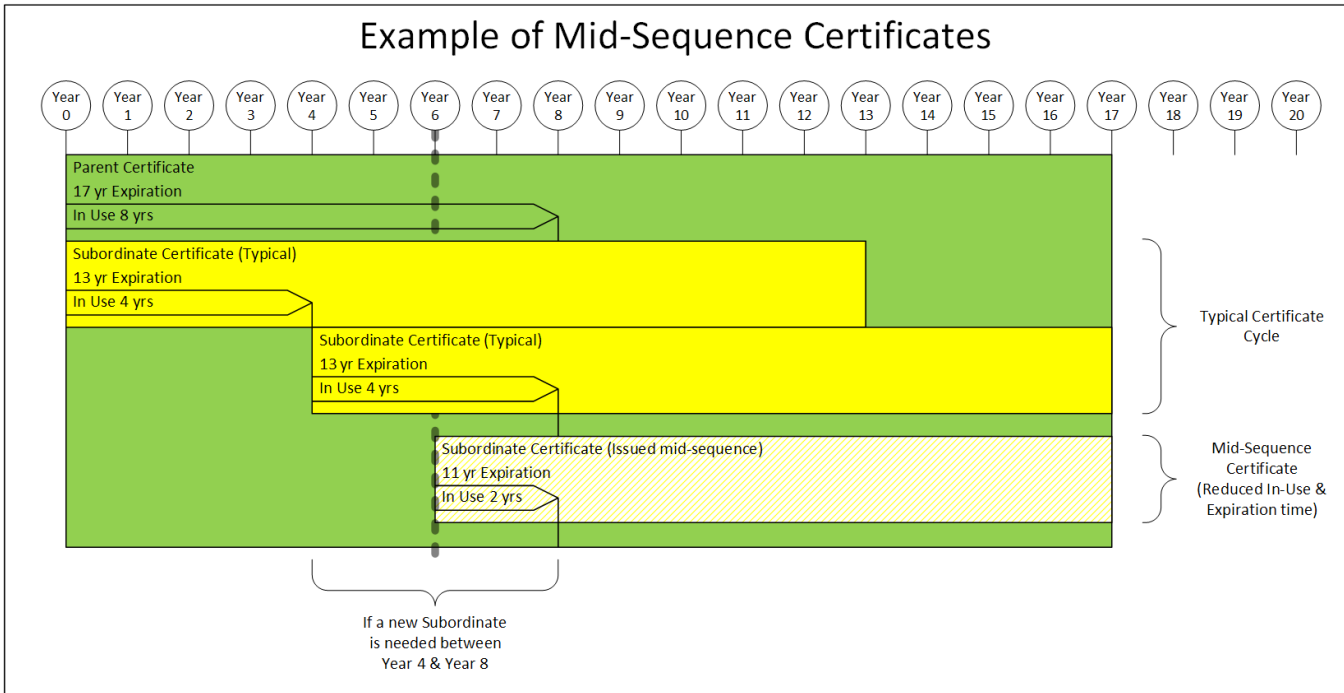 Example of Mid-Sequence Certificates
Year 0
Year 1
Year 2
Year 3
Year 4
Year 5
Year 6
Year 7
Year 8
Year 9
Year 10
Year 11
Year 12
Year 13
Year 14
Year 15
Year 16
Year 17
Year 18
Year 19
Year 20
Parent Certificate
17 yr Expiration
In Use 8 yrs
Subordinate Certificate (Typical)
13 yr Expiration
In Use 4 yrs
Subordinate Certificate (Typical)
13 yr Expiration
In Use 4 yrs
Typical Certificate
Cycle
Subordinate Certificate (Issued mid-sequence)
11 yr Expiration
In Use 2 yrs
Mid-Sequence
Certificate
(Reduced In-Use &
Expiration time)
If a new Subordinate
is needed between
Year 4 & Year 8